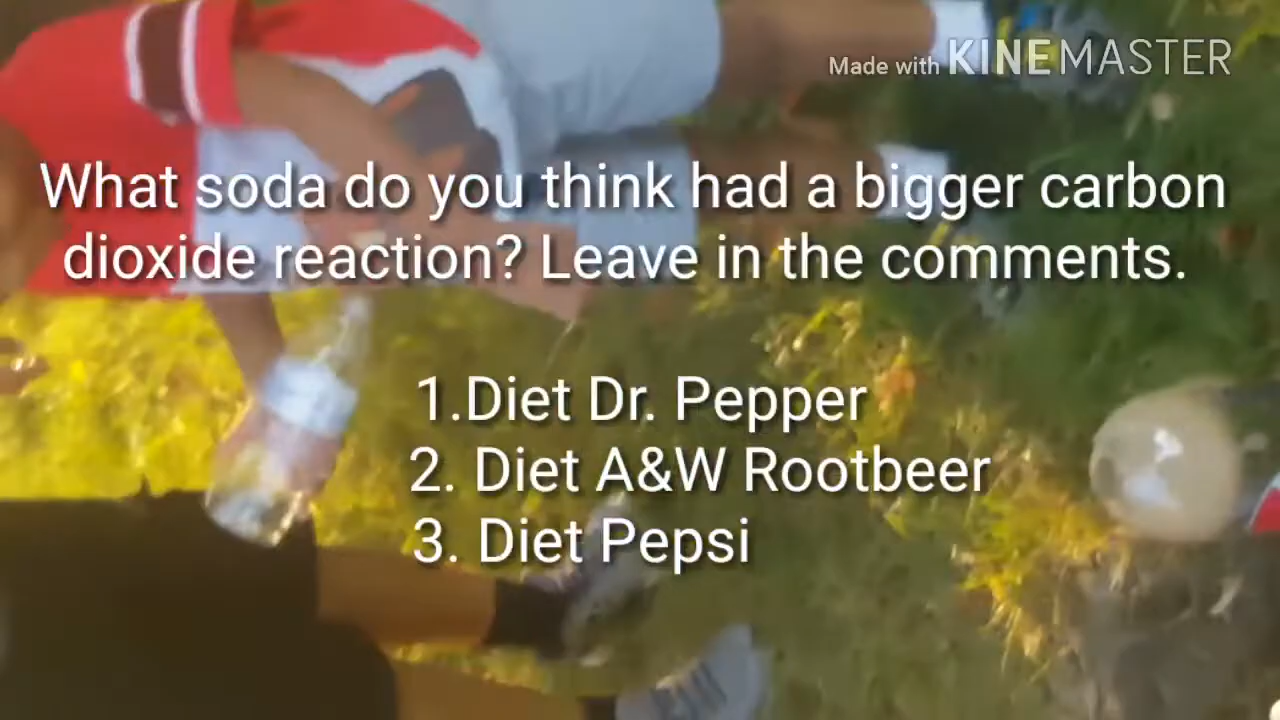 Made with KINEMASTER
What soda do you think had a bigger carbon
dioxide reaction? Leave in the comments.
1.Diet Dr. Pepper
2. Diet A&W Rootbeer
3. Diet Pepsi